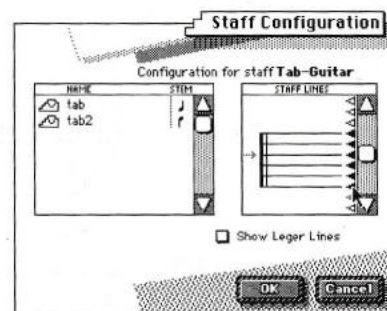 Staff Configuration
Configuration for staff Tab-Guitar
NAME STEM
tab
tab2
STAFF LINES
Show Leger Lines
OK Cancel